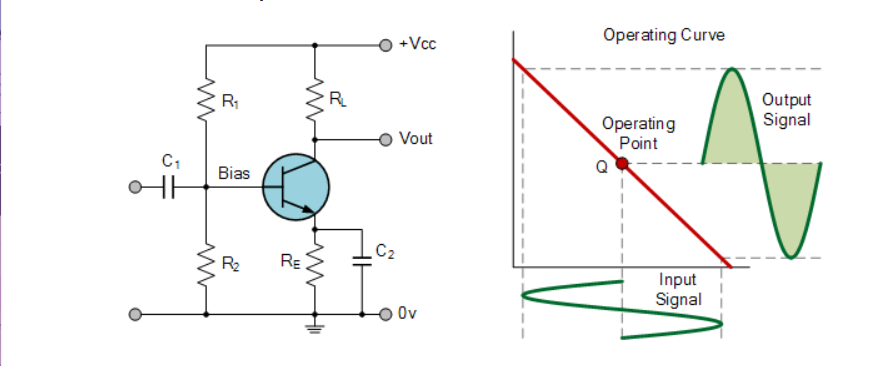 +Vcc
R1
RL
Vout
C1
Bias
R2
RE
C2
0v
Operating Curve
Output
Signal
Operating
Point
Q
Input
Signal